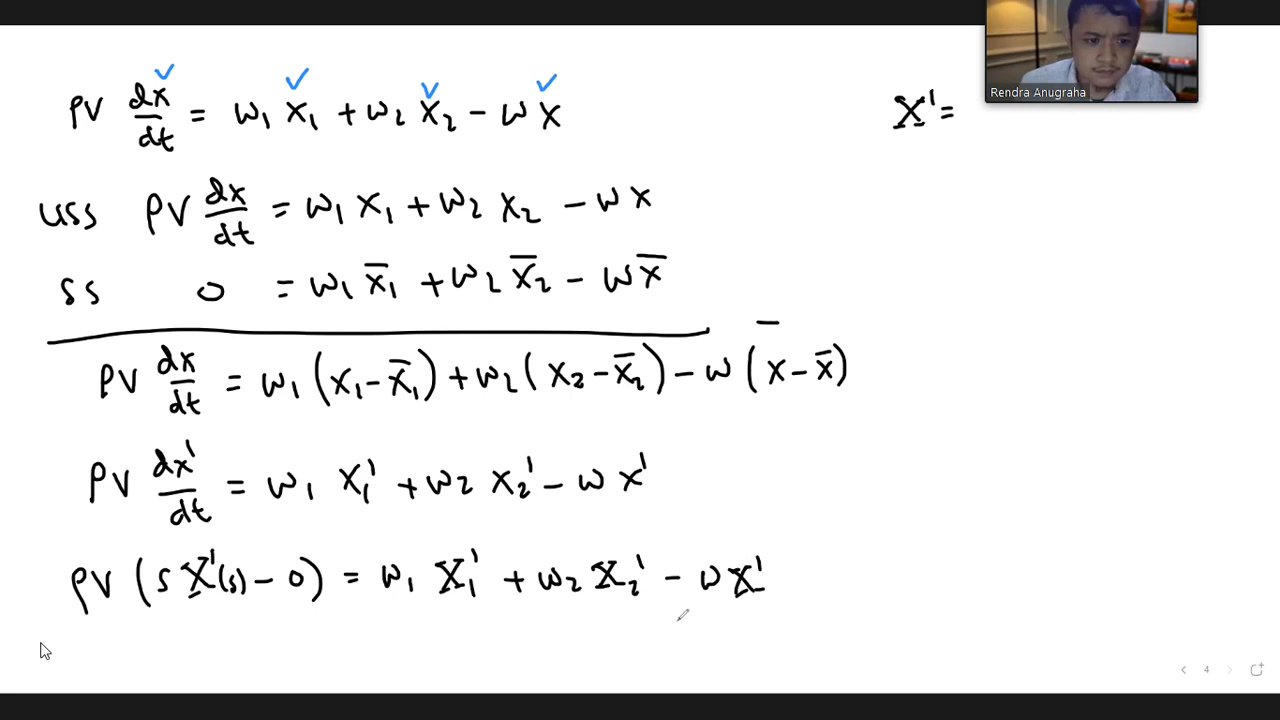 ρV dx/dt = w₁ x₁ + w₂ x₂ − w x
X' =
Rendra Anugraha
uss ρV dx/dt = w₁ x₁ + w₂ x₂ − w x
ss 0 = w₁ x̄₁ + w₂ x̄₂ − w x̄
ρV dx/dt = w₁ (x₁ − x̄₁) + w₂ (x₂ − x̄₂) − w (x − x̄)
ρV dx'/dt = w₁ x₁' + w₂ x₂' − w x'
ρV (s X'(s) − 0) = w₁ X₁' + w₂ X₂' − w X'
4